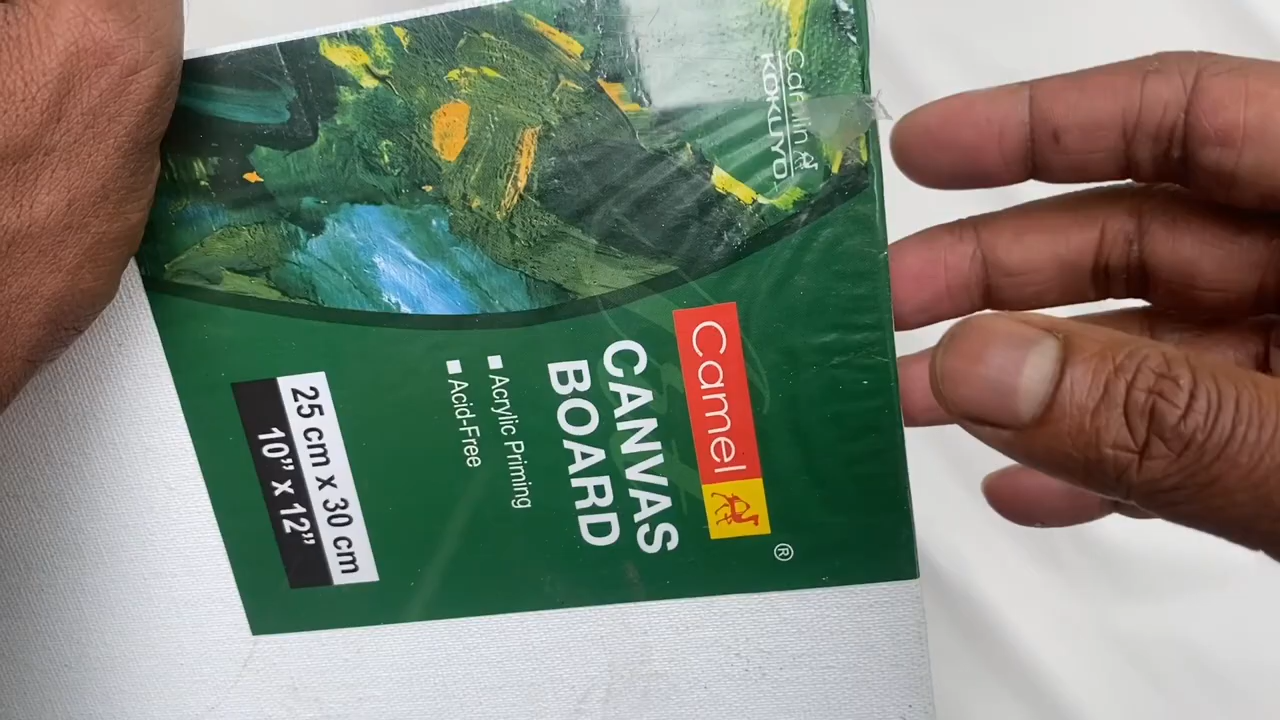 Camlin
KOKUYO
Camel
®
CANVAS
BOARD
■ Acrylic Priming
■ Acid-Free
25 cm x 30 cm
10” x 12”